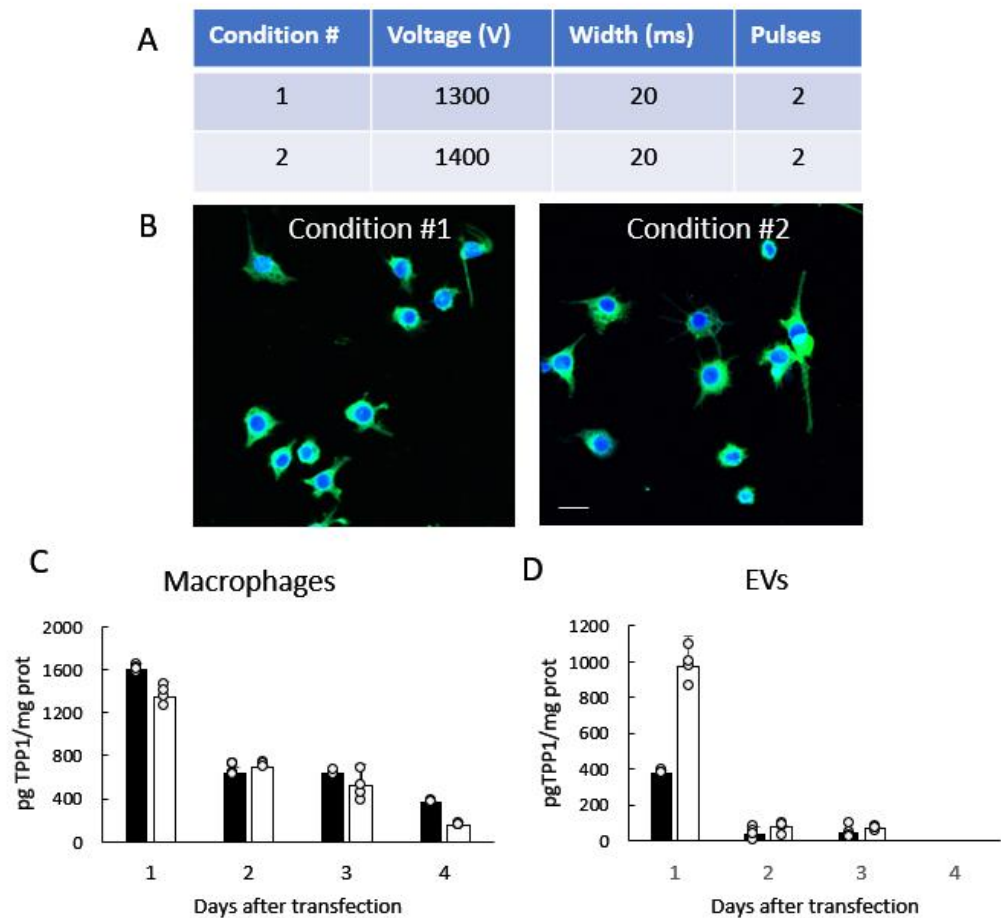 A
Condition # Voltage (V) Width (ms) Pulses
1 1300 20 2
2 1400 20 2
B
Condition #1
Condition #2
C
Macrophages
pg TPP1/mg prot
2000
1600
1200
800
400
0
1 2 3 4
Days after transfection
D
EVs
pgTPP1/mg prot
1200
1000
800
600
400
200
0
1 2 3 4
Days after transfection